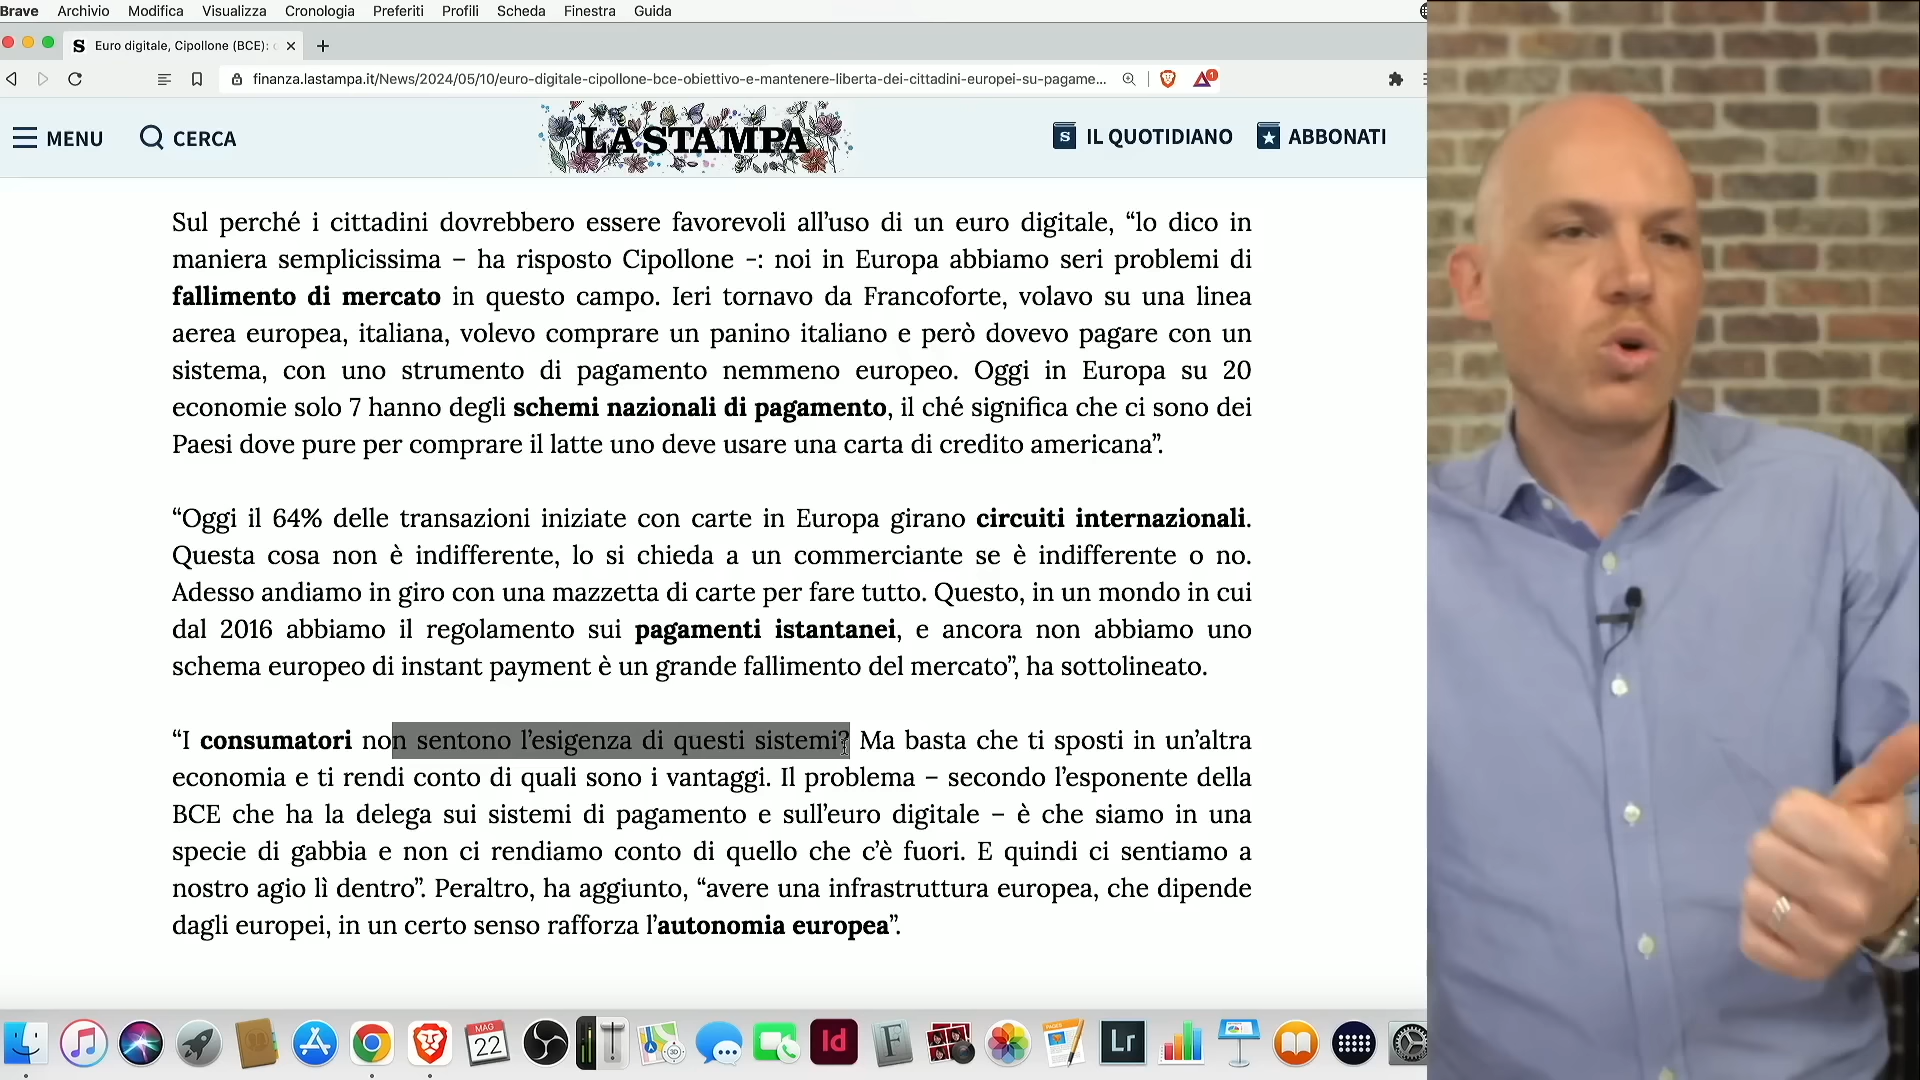 Brave Archivio Modifica Visualizza Cronologia Preferiti Profili Scheda Finestra Guida
S Euro digitale, Cipollone (BCE):
finanza.lastampa.it/News/2024/05/10/euro-digitale-cipollone-bce-obiettivo-e-mantenere-liberta-dei-cittadini-europei-su-pagame... 1
MENU CERCA LA STAMPA S IL QUOTIDIANO ABBONATI
Sul perché i cittadini dovrebbero essere favorevoli all’uso di un euro digitale, “lo dico in
maniera semplicissima – ha risposto Cipollone -: noi in Europa abbiamo seri problemi di
fallimento di mercato in questo campo. Ieri tornavo da Francoforte, volavo su una linea
aerea europea, italiana, volevo comprare un panino italiano e però dovevo pagare con un
sistema, con uno strumento di pagamento nemmeno europeo. Oggi in Europa su 20
economie solo 7 hanno degli schemi nazionali di pagamento, il ché significa che ci sono dei
Paesi dove pure per comprare il latte uno deve usare una carta di credito americana”.
“Oggi il 64% delle transazioni iniziate con carte in Europa girano circuiti internazionali.
Questa cosa non è indifferente, lo si chieda a un commerciante se è indifferente o no.
Adesso andiamo in giro con una mazzetta di carte per fare tutto. Questo, in un mondo in cui
dal 2016 abbiamo il regolamento sui pagamenti istantanei, e ancora non abbiamo uno
schema europeo di instant payment è un grande fallimento del mercato”, ha sottolineato.
“I consumatori non sentono l’esigenza di questi sistemi? Ma basta che ti sposti in un’altra
economia e ti rendi conto di quali sono i vantaggi. Il problema – secondo l’esponente della
BCE che ha la delega sui sistemi di pagamento e sull’euro digitale – è che siamo in una
specie di gabbia e non ci rendiamo conto di quello che c’è fuori. E quindi ci sentiamo a
nostro agio lì dentro”. Peraltro, ha aggiunto, “avere una infrastruttura europea, che dipende
dagli europei, in un certo senso rafforza l’autonomia europea”.
MAG
22
Id
F
PAGES
Lr